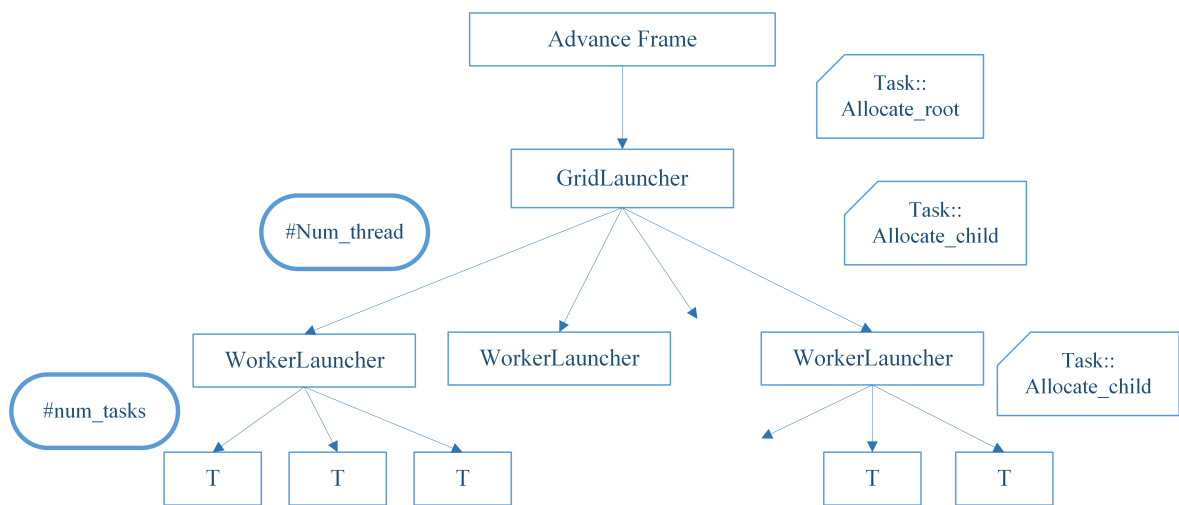 Advance Frame
Task::
Allocate_root
GridLauncher
Task::
Allocate_child
#Num_thread
WorkerLauncher
WorkerLauncher
WorkerLauncher
Task::
Allocate_child
#num_tasks
T
T
T
T
T